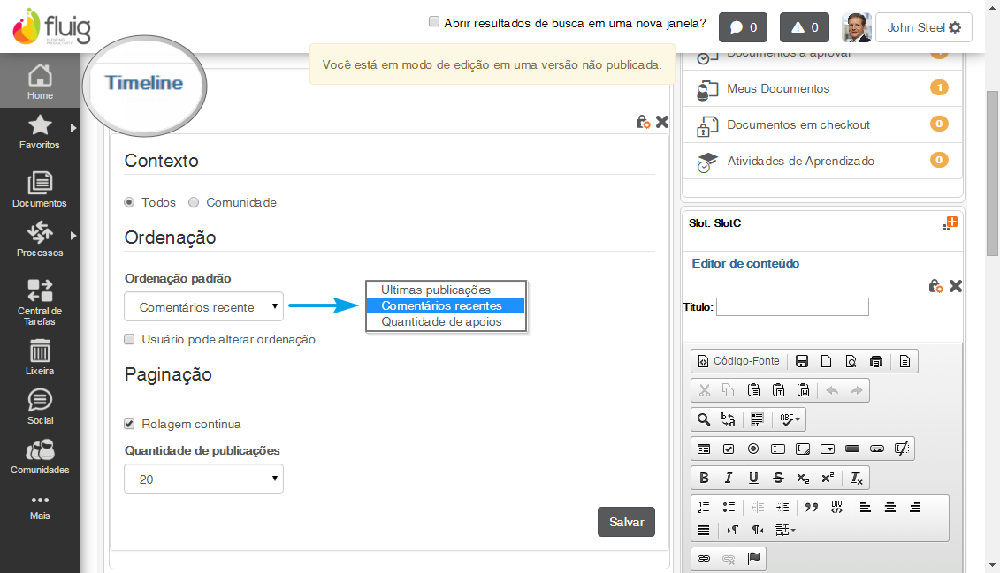 fluig
Abrir resultados de busca em uma nova janela?
0
0
John Steel
Você está em modo de edição em uma versão não publicada.
Timeline
Home
Favoritos
Documentos
Processos
Central de
Tarefas
Lixeira
Social
Comunidades
Mais
Contexto
Todos
Comunidade
Ordenação
Ordenação padrão
Comentários recente
Últimas publicações
Comentários recentes
Quantidade de apoios
Usuário pode alterar ordenação
Paginação
Rolagem continua
Quantidade de publicações
20
Salvar
Documentos a aprovar
Meus Documentos
1
Documentos em checkout
0
Atividades de Aprendizado
0
Slot: SlotC
Editor de conteúdo
Titulo:
Código-Fonte